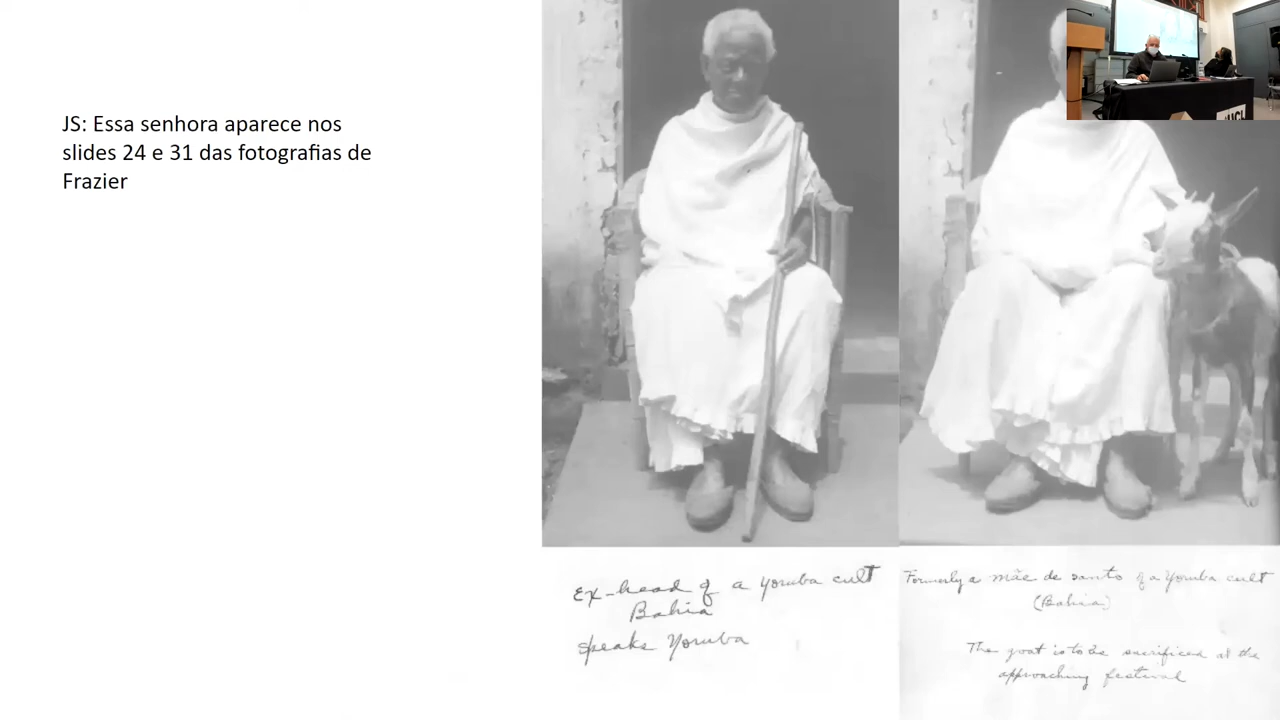 JS: Essa senhora aparece nos
slides 24 e 31 das fotografias de
Frazier
Ex-head of a Yoruba cult
Bahia
speaks Yoruba
Formerly a mãe de santo of a Yoruba cult
(Bahia)
The goat is to be sacrificed at the
approaching festival